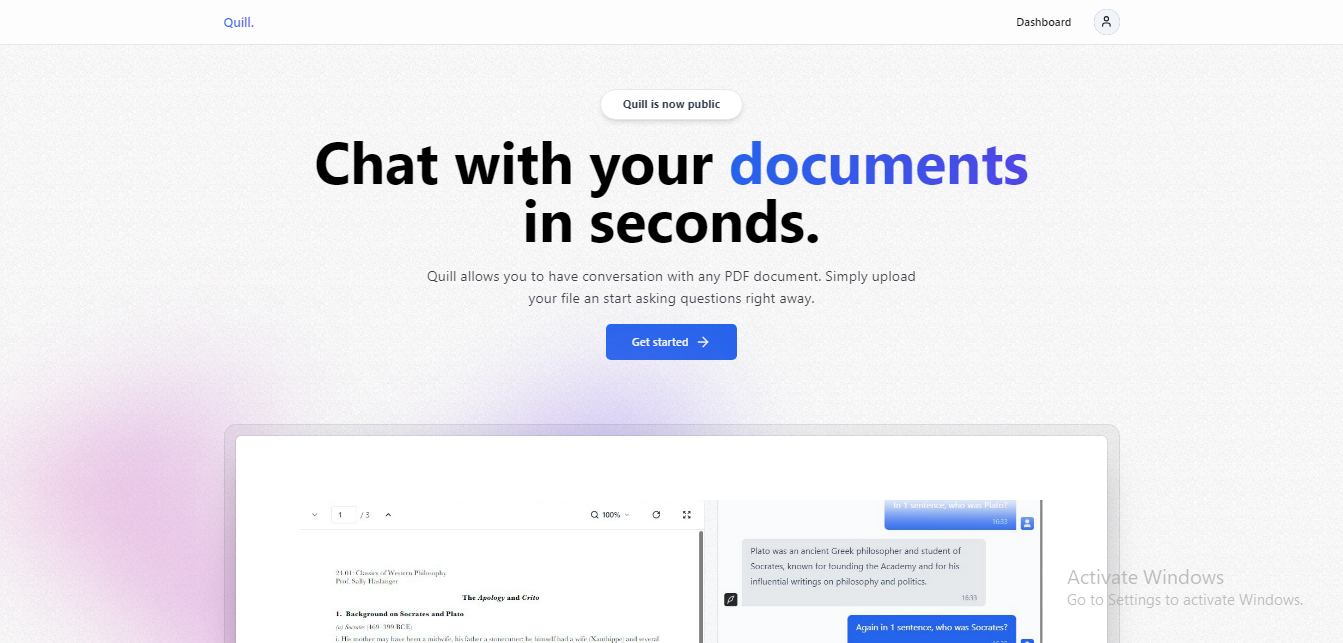 Quill.
Dashboard
Quill is now public
Chat with your documents
in seconds.
Quill allows you to have conversation with any PDF document. Simply upload
your file an start asking questions right away.
Get started
1 / 3
100%
24.01: Classics of Western Philosophy
Prof. Sally Haslanger
The Apology and Crito
1. Background on Socrates and Plato
(a) Socrates (469–399 BCE)
i. His mother may have been a midwife, his father a stonecutter; he himself had a wife (Xanthippe) and several
in 1 sentence, who was Plato?
16:33
Plato was an ancient Greek philosopher and student of
Socrates, known for founding the Academy and for his
influential writings on philosophy and politics.
16:33
Again in 1 sentence, who was Socrates?
Activate Windows
Go to Settings to activate Windows.